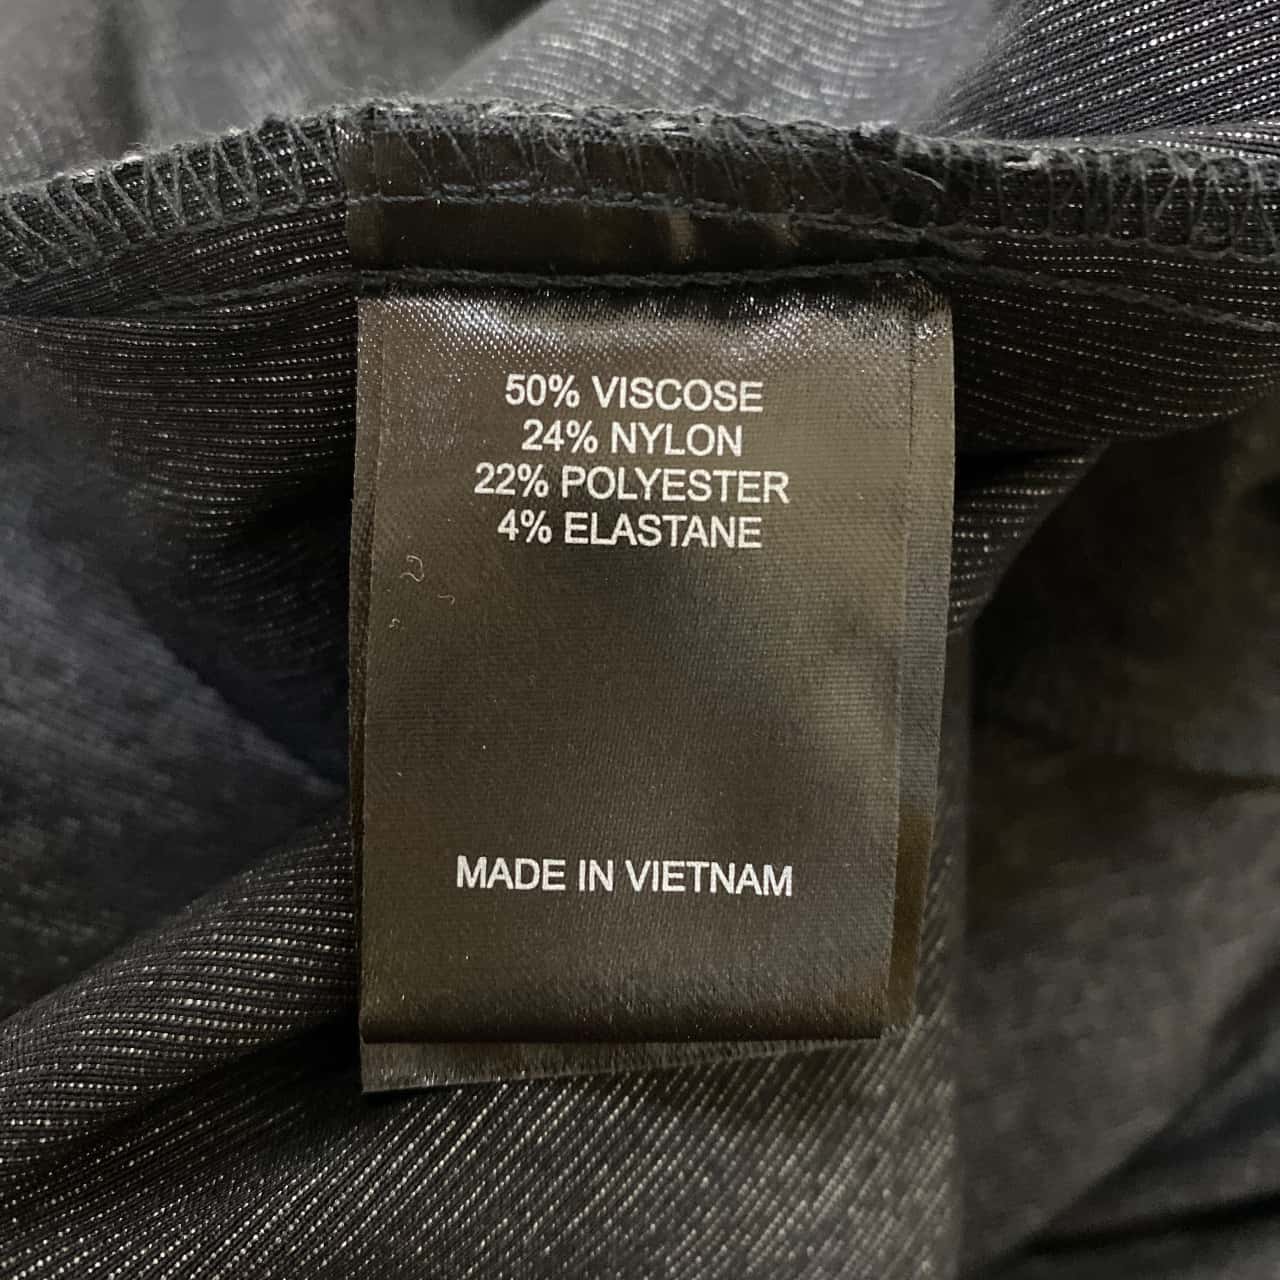 50% VISCOSE
24% NYLON
22% POLYESTER
4% ELASTANE
MADE IN VIETNAM